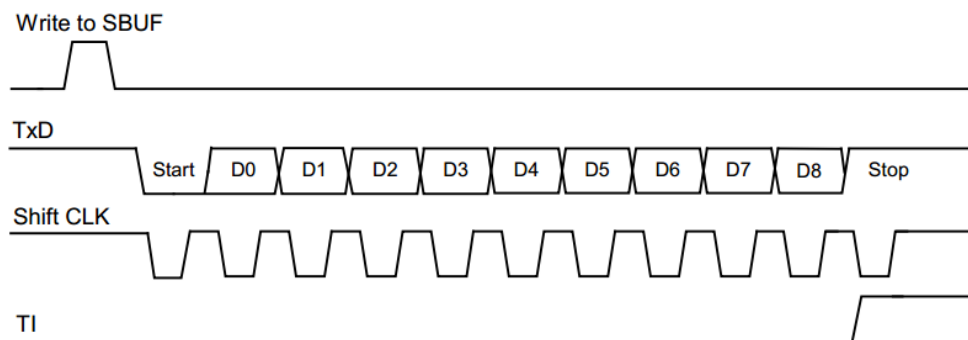 Write to SBUF
TxD
Start D0 D1 D2 D3 D4 D5 D6 D7 D8 Stop
Shift CLK
TI